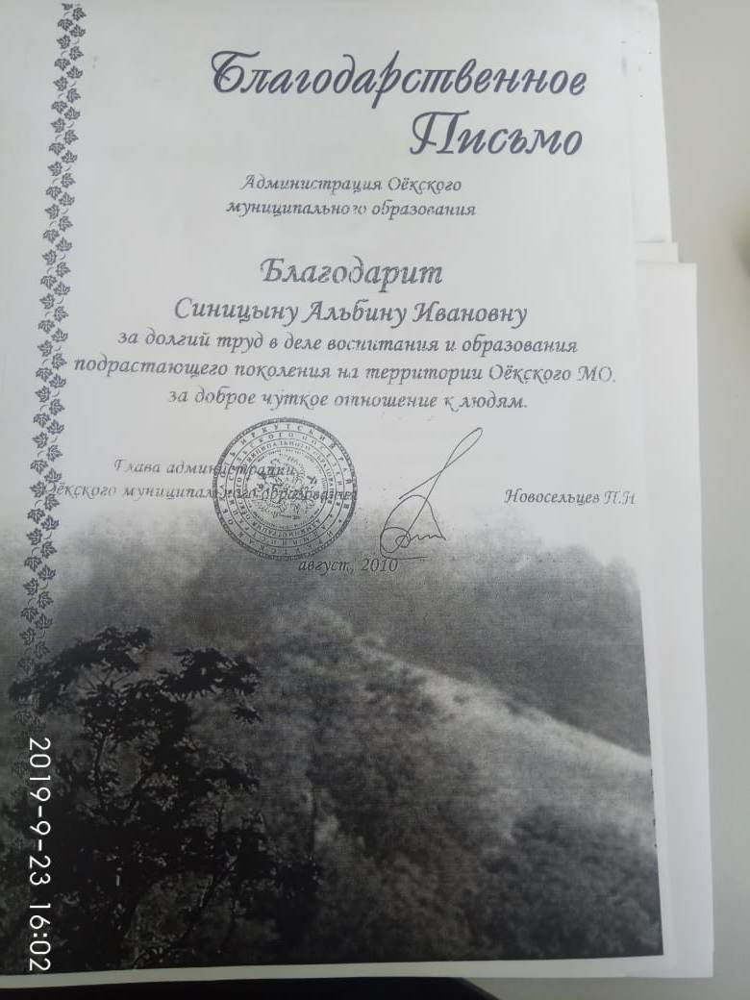 Благодарственное
Письмо
Администрация Оёкского
муниципального образования
Благодарит
Синицыну Альбину Ивановну
за долгий труд в деле воспитания и образования
подрастающего поколения на территории Оёкского МО,
за доброе чуткое отношение к людям.
Глава администрации
Оёкского муниципального образования
Новосельцев П.Н
август, 2010
2019-9-23 16:02